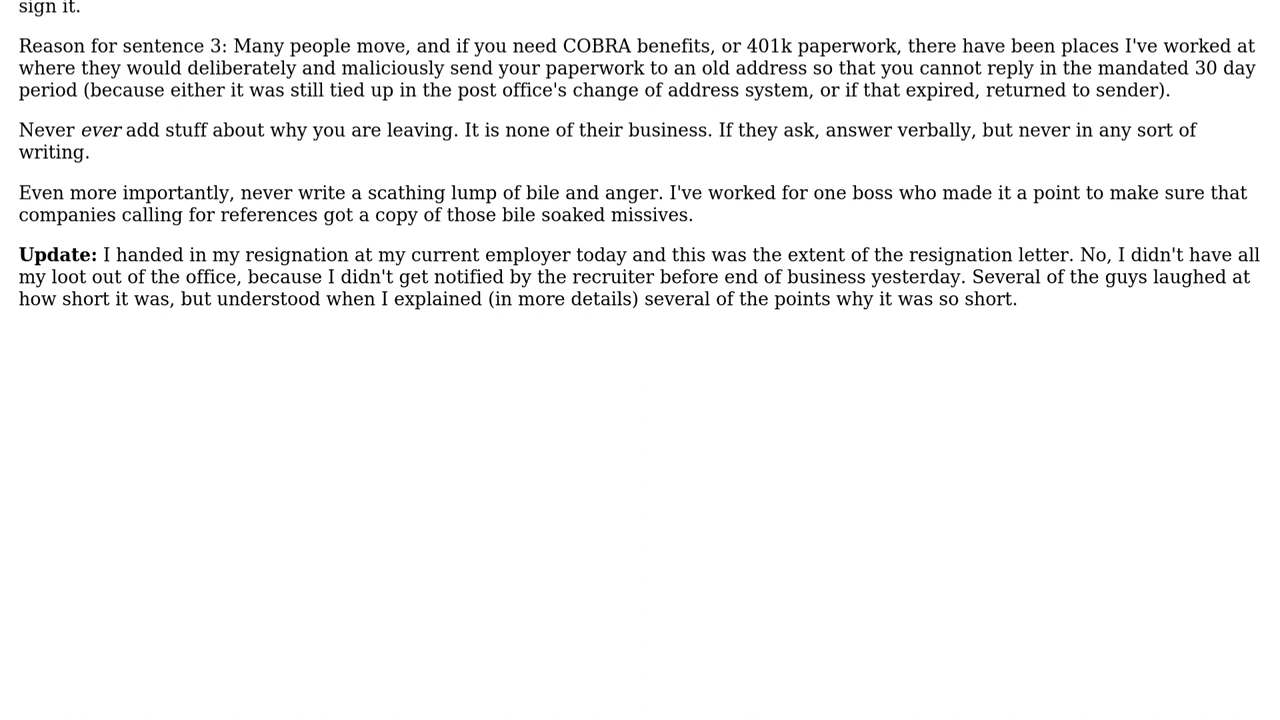 sign it.
Reason for sentence 3: Many people move, and if you need COBRA benefits, or 401k paperwork, there have been places I've worked at
where they would deliberately and maliciously send your paperwork to an old address so that you cannot reply in the mandated 30 day
period (because either it was still tied up in the post office's change of address system, or if that expired, returned to sender).
Never ever add stuff about why you are leaving. It is none of their business. If they ask, answer verbally, but never in any sort of
writing.
Even more importantly, never write a scathing lump of bile and anger. I've worked for one boss who made it a point to make sure that
companies calling for references got a copy of those bile soaked missives.
Update: I handed in my resignation at my current employer today and this was the extent of the resignation letter. No, I didn't have all
my loot out of the office, because I didn't get notified by the recruiter before end of business yesterday. Several of the guys laughed at
how short it was, but understood when I explained (in more details) several of the points why it was so short.